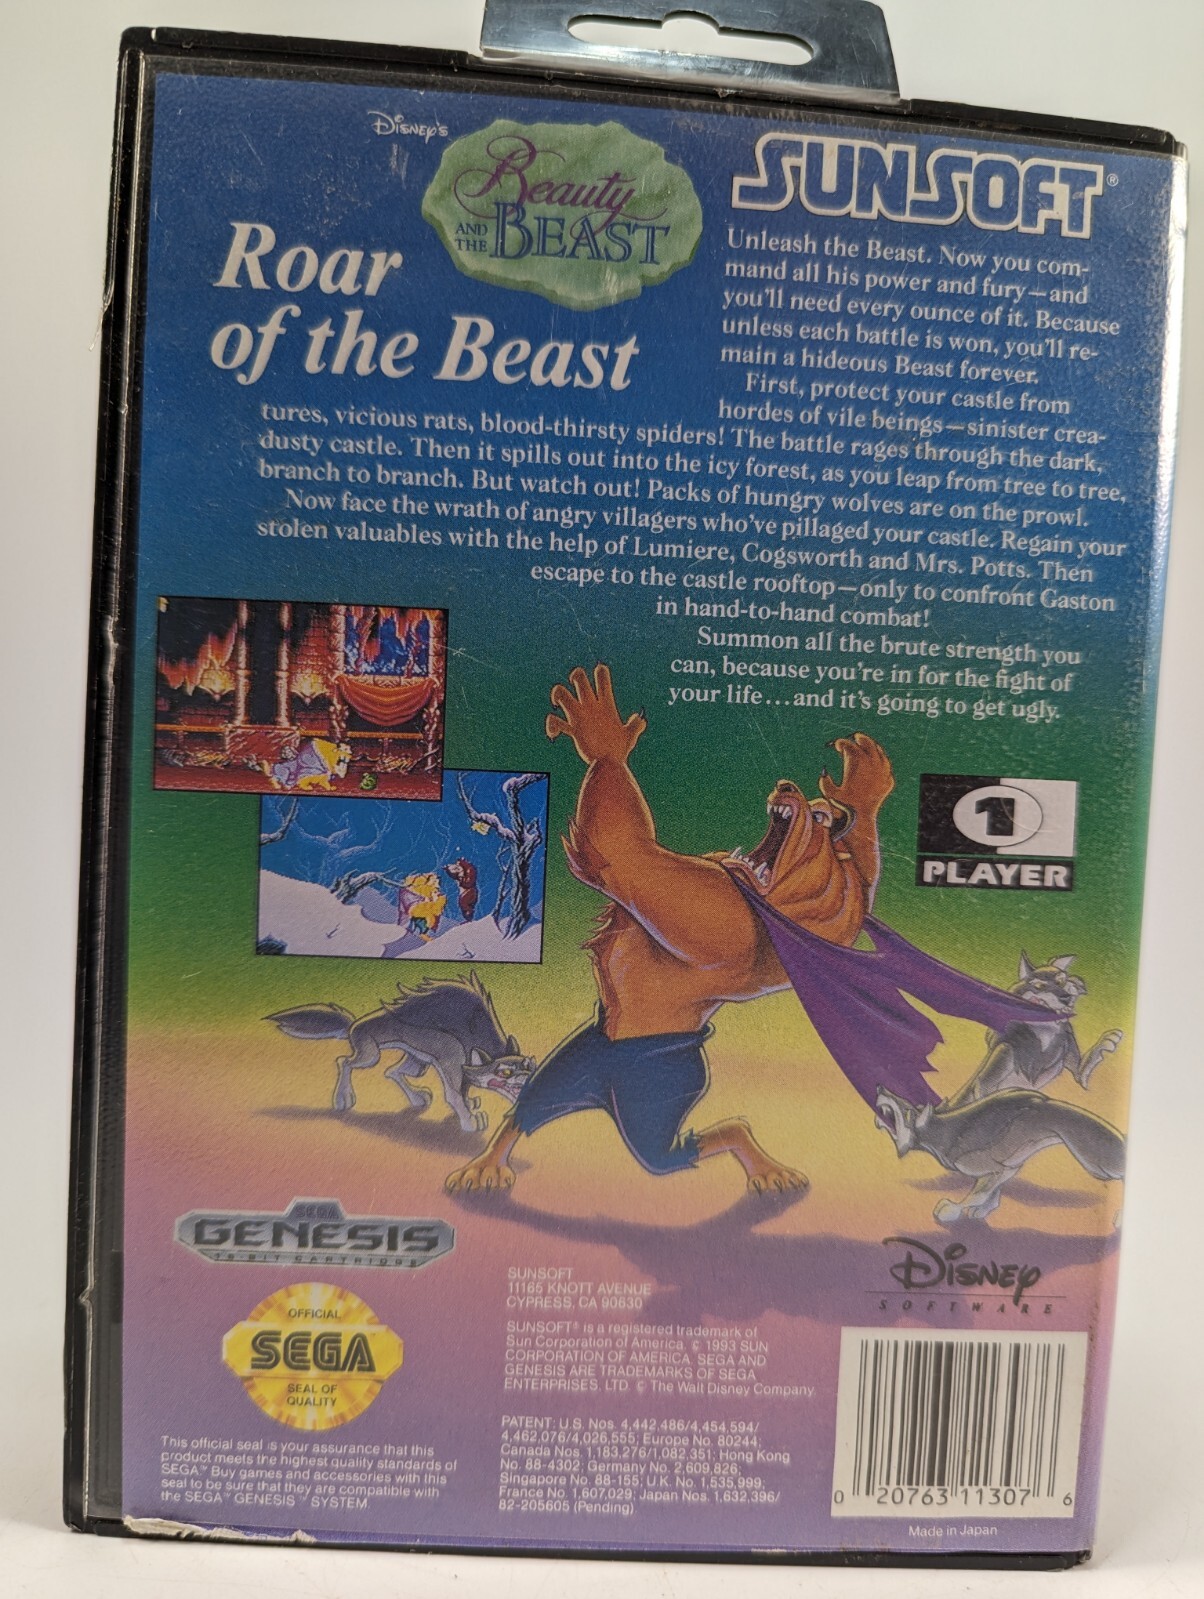 Disney's
Beauty
AND THE BEAST
SUNSOFT®
Roar
of the Beast
Unleash the Beast. Now you com-
mand all his power and fury—and
you'll need every ounce of it. Because
unless each battle is won, you'll re-
main a hideous Beast forever.
First, protect your castle from
hordes of vile beings—sinister crea-
tures, vicious rats, blood-thirsty spiders! The battle rages through the dark,
dusty castle. Then it spills out into the icy forest, as you leap from tree to tree,
branch to branch. But watch out! Packs of hungry wolves are on the prowl.
Now face the wrath of angry villagers who've pillaged your castle. Regain your
stolen valuables with the help of Lumiere, Cogsworth and Mrs. Potts. Then
escape to the castle rooftop—only to confront Gaston
in hand-to-hand combat!
Summon all the brute strength you
can, because you're in for the fight of
your life...and it's going to get ugly.
1
PLAYER
SEGA
GENESIS
16-BIT CARTRIDGE
OFFICIAL
SEGA
SEAL OF
QUALITY
This official seal is your assurance that this
product meets the highest quality standards of
SEGA™ Buy games and accessories with this
seal to be sure that they are compatible with
the SEGA™ GENESIS™ SYSTEM.
SUNSOFT
11165 KNOTT AVENUE
CYPRESS, CA 90630
SUNSOFT® is a registered trademark of
Sun Corporation of America. © 1993 SUN
CORPORATION OF AMERICA. SEGA AND
GENESIS ARE TRADEMARKS OF SEGA
ENTERPRISES, LTD. © The Walt Disney Company.
PATENT: U.S. Nos. 4,442,486/4,454,594/
4,462,076/4,026,555; Europe No. 80244;
Canada Nos. 1,183,276/1,082,351; Hong Kong
No. 88-4302; Germany No. 2,609,826;
Singapore No. 88-155; U.K. No. 1,535,999;
France No. 1,607,029; Japan Nos. 1,632,396/
82-205605 (Pending)
Disney
SOFTWARE
0 20763 11307 6
Made in Japan